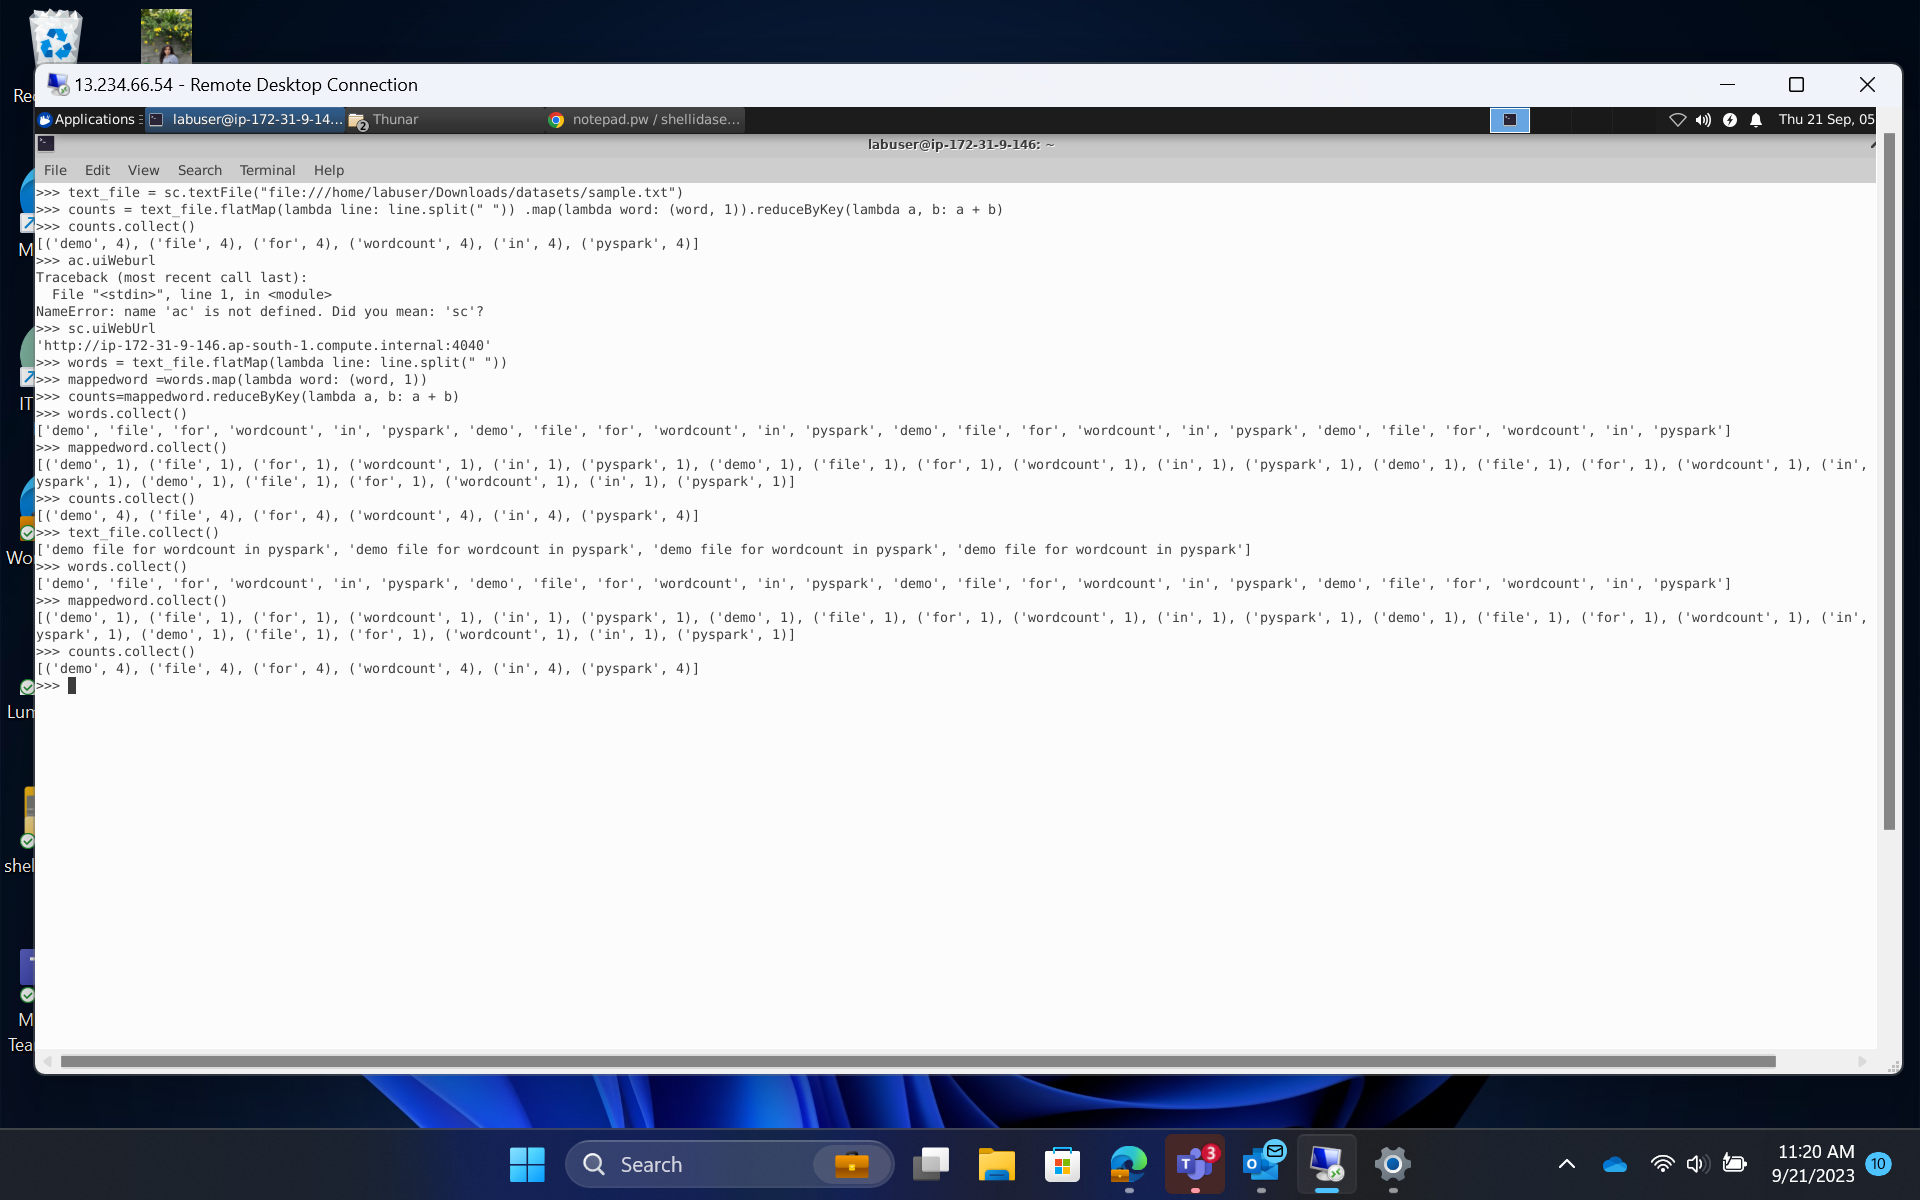 13.234.66.54 - Remote Desktop Connection
Applications labuser@ip-172-31-9-14... 2 Thunar notepad.pw / shellidase... Thu 21 Sep, 05
labuser@ip-172-31-9-146: ~
File Edit View Search Terminal Help
>>> text_file = sc.textFile("file:///home/labuser/Downloads/datasets/sample.txt")
>>> counts = text_file.flatMap(lambda line: line.split(" ")) .map(lambda word: (word, 1)).reduceByKey(lambda a, b: a + b)
>>> counts.collect()
[('demo', 4), ('file', 4), ('for', 4), ('wordcount', 4), ('in', 4), ('pyspark', 4)]
>>> ac.uiWeburl
Traceback (most recent call last):
File "<stdin>", line 1, in <module>
NameError: name 'ac' is not defined. Did you mean: 'sc'?
>>> sc.uiWebUrl
'http://ip-172-31-9-146.ap-south-1.compute.internal:4040'
>>> words = text_file.flatMap(lambda line: line.split(" "))
>>> mappedword =words.map(lambda word: (word, 1))
>>> counts=mappedword.reduceByKey(lambda a, b: a + b)
>>> words.collect()
['demo', 'file', 'for', 'wordcount', 'in', 'pyspark', 'demo', 'file', 'for', 'wordcount', 'in', 'pyspark', 'demo', 'file', 'for', 'wordcount', 'in', 'pyspark', 'demo', 'file', 'for', 'wordcount', 'in', 'pyspark']
>>> mappedword.collect()
[('demo', 1), ('file', 1), ('for', 1), ('wordcount', 1), ('in', 1), ('pyspark', 1), ('demo', 1), ('file', 1), ('for', 1), ('wordcount', 1), ('in', 1), ('pyspark', 1), ('demo', 1), ('file', 1), ('for', 1), ('wordcount', 1), ('in',
yspark', 1), ('demo', 1), ('file', 1), ('for', 1), ('wordcount', 1), ('in', 1), ('pyspark', 1)]
>>> counts.collect()
[('demo', 4), ('file', 4), ('for', 4), ('wordcount', 4), ('in', 4), ('pyspark', 4)]
>>> text_file.collect()
['demo file for wordcount in pyspark', 'demo file for wordcount in pyspark', 'demo file for wordcount in pyspark', 'demo file for wordcount in pyspark']
>>> words.collect()
['demo', 'file', 'for', 'wordcount', 'in', 'pyspark', 'demo', 'file', 'for', 'wordcount', 'in', 'pyspark', 'demo', 'file', 'for', 'wordcount', 'in', 'pyspark', 'demo', 'file', 'for', 'wordcount', 'in', 'pyspark']
>>> mappedword.collect()
[('demo', 1), ('file', 1), ('for', 1), ('wordcount', 1), ('in', 1), ('pyspark', 1), ('demo', 1), ('file', 1), ('for', 1), ('wordcount', 1), ('in', 1), ('pyspark', 1), ('demo', 1), ('file', 1), ('for', 1), ('wordcount', 1), ('in',
yspark', 1), ('demo', 1), ('file', 1), ('for', 1), ('wordcount', 1), ('in', 1), ('pyspark', 1)]
>>> counts.collect()
[('demo', 4), ('file', 4), ('for', 4), ('wordcount', 4), ('in', 4), ('pyspark', 4)]
>>>
Rec
M
IT
Wo
Lum
shel
M
Tea
Search
3
11:20 AM
9/21/2023
10